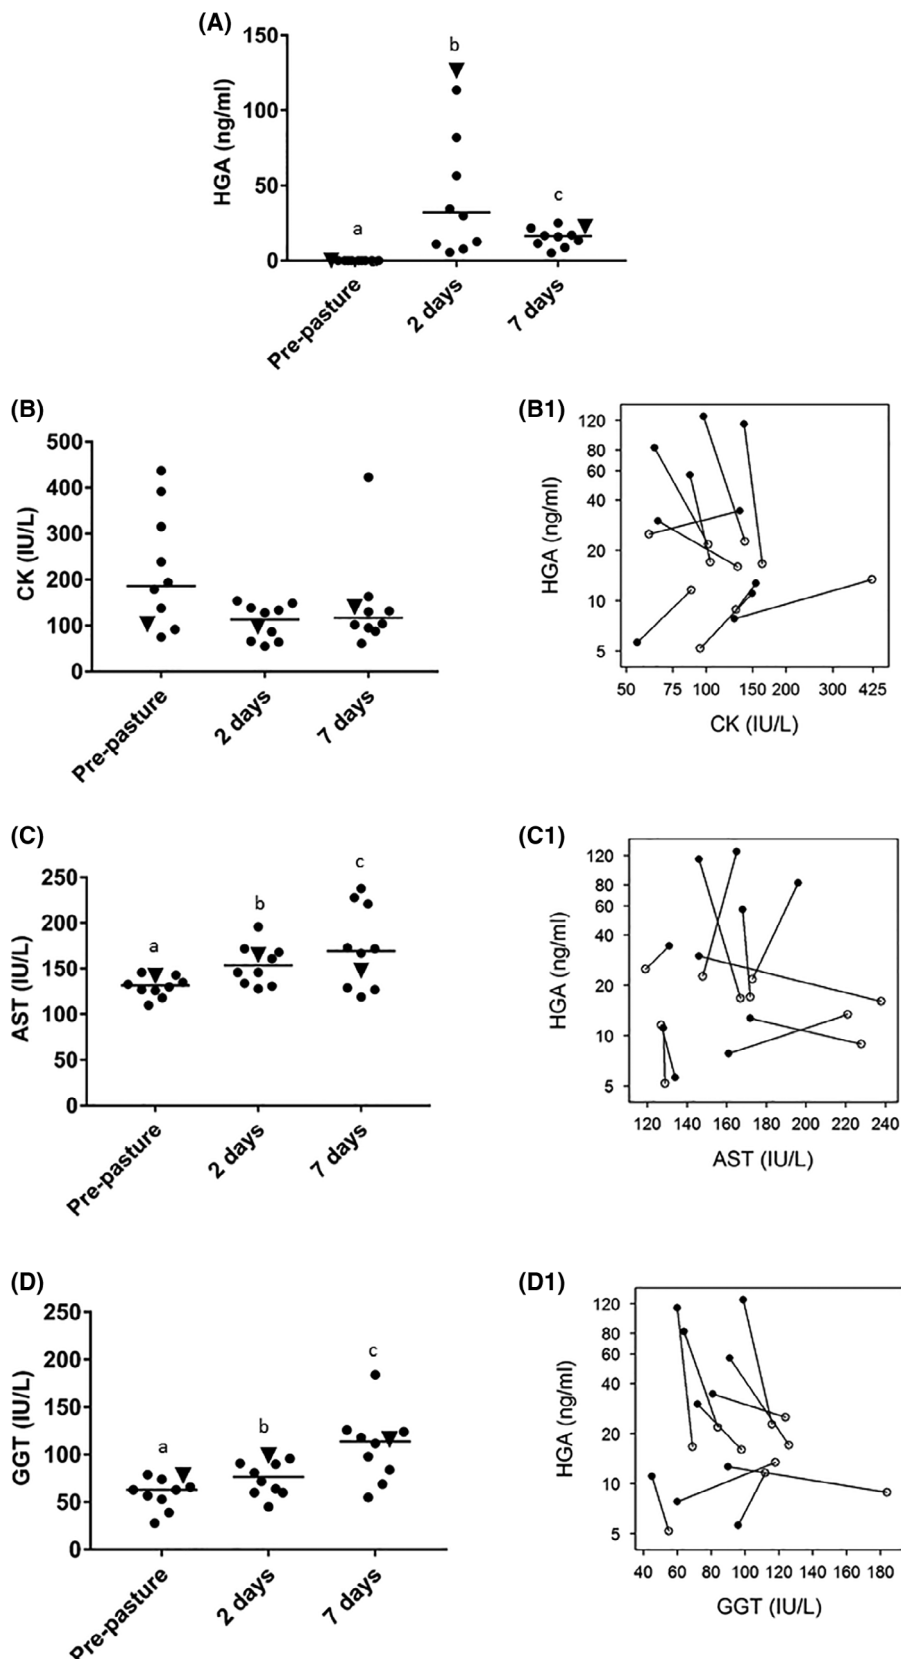 (A)
HGA (ng/ml)
150
100
50
0
a
b
c
Pre-pasture
2 days
7 days
(B)
CK (IU/L)
500
400
300
200
100
0
Pre-pasture
2 days
7 days
(B1)
HGA (ng/ml)
120
80
60
40
20
10
5
50 75 100 150 200 300 425
CK (IU/L)
(C)
AST (IU/L)
250
200
150
100
50
0
a
b
c
Pre-pasture
2 days
7 days
(C1)
HGA (ng/ml)
120
80
60
40
20
10
5
120 140 160 180 200 220 240
AST (IU/L)
(D)
GGT (IU/L)
250
200
150
100
50
0
a
b
c
Pre-pasture
2 days
7 days
(D1)
HGA (ng/ml)
120
80
60
40
20
10
5
40 60 80 100 120 140 160 180
GGT (IU/L)